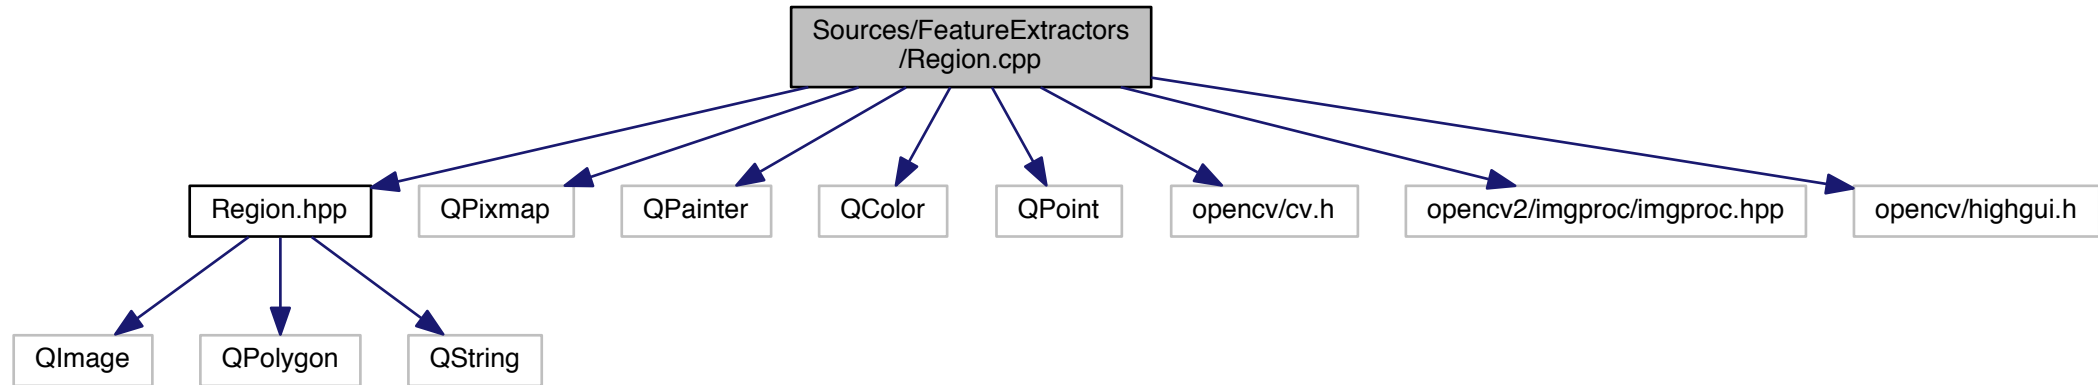 Sources/FeatureExtractors
/Region.cpp
Region.hpp
QPixmap
QPainter
QColor
QPoint
opencv/cv.h
opencv2/imgproc/imgproc.hpp
opencv/highgui.h
QImage
QPolygon
QString